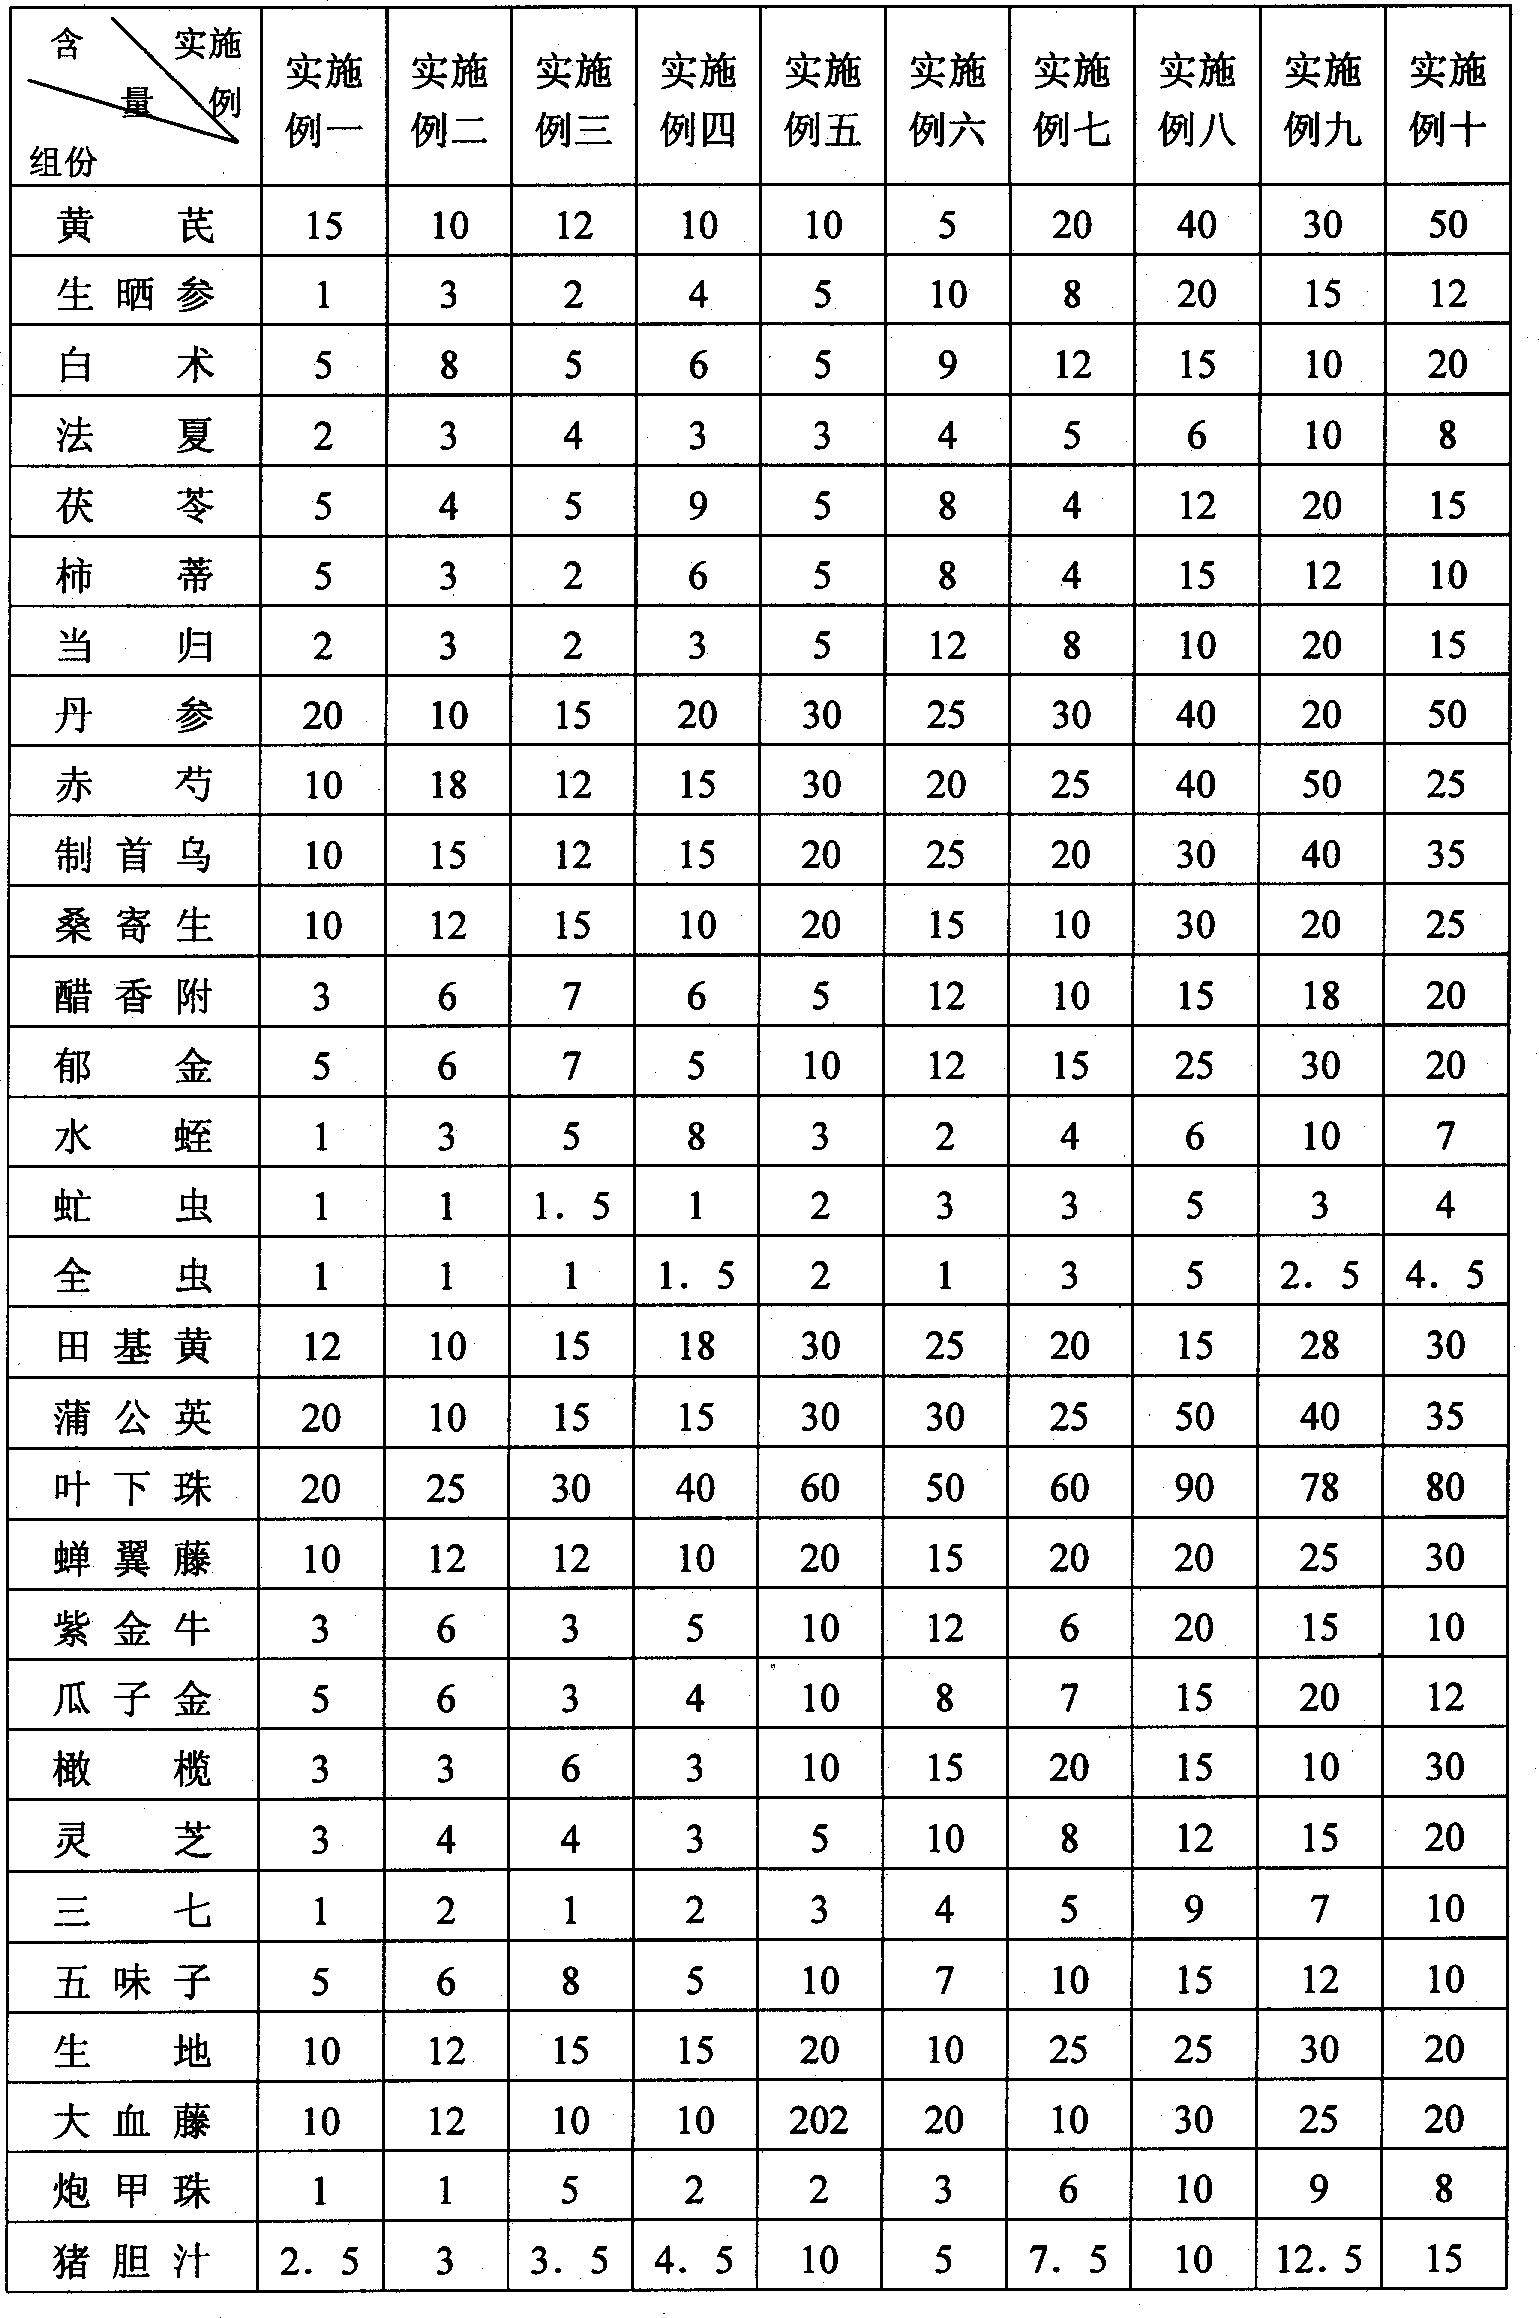 含 实施
量 例
组份
实施例一 实施例二 实施例三 实施例四 实施例五 实施例六 实施例七 实施例八 实施例九 实施例十
黄芪 15 10 12 10 10 5 20 40 30 50
生晒参 1 3 2 4 5 10 8 20 15 12
白术 5 8 5 6 5 9 12 15 10 20
法夏 2 3 4 3 3 4 5 6 10 8
茯苓 5 4 5 9 5 8 4 12 20 15
柿蒂 5 3 2 6 5 8 4 15 12 10
当归 2 3 2 3 5 12 8 10 20 15
丹参 20 10 15 20 30 25 30 40 20 50
赤芍 10 18 12 15 30 20 25 40 50 25
制首乌 10 15 12 15 20 25 20 30 40 35
桑寄生 10 12 15 10 20 15 10 30 20 25
醋香附 3 6 7 6 5 12 10 15 18 20
郁金 5 6 7 5 10 12 15 25 30 20
水蛭 1 3 5 8 3 2 4 6 10 7
虻虫 1 1 1.5 1 2 3 3 5 3 4
全虫 1 1 1 1.5 2 1 3 5 2.5 4.5
田基黄 12 10 15 18 30 25 20 15 28 30
蒲公英 20 10 15 15 30 30 25 50 40 35
叶下珠 20 25 30 40 60 50 60 90 78 80
蝉翼藤 10 12 12 10 20 15 20 20 25 30
紫金牛 3 6 3 5 10 12 6 20 15 10
瓜子金 5 6 3 4 10 8 7 15 20 12
橄榄 3 3 6 3 10 15 20 15 10 30
灵芝 3 4 4 3 5 10 8 12 15 20
三七 1 2 1 2 3 4 5 9 7 10
五味子 5 6 8 5 10 7 10 15 12 10
生地 10 12 15 15 20 10 25 25 30 20
大血藤 10 12 10 10 202 20 10 30 25 20
炮甲珠 1 1 5 2 2 3 6 10 9 8
猪胆汁 2.5 3 3.5 4.5 10 5 7.5 10 12.5 15